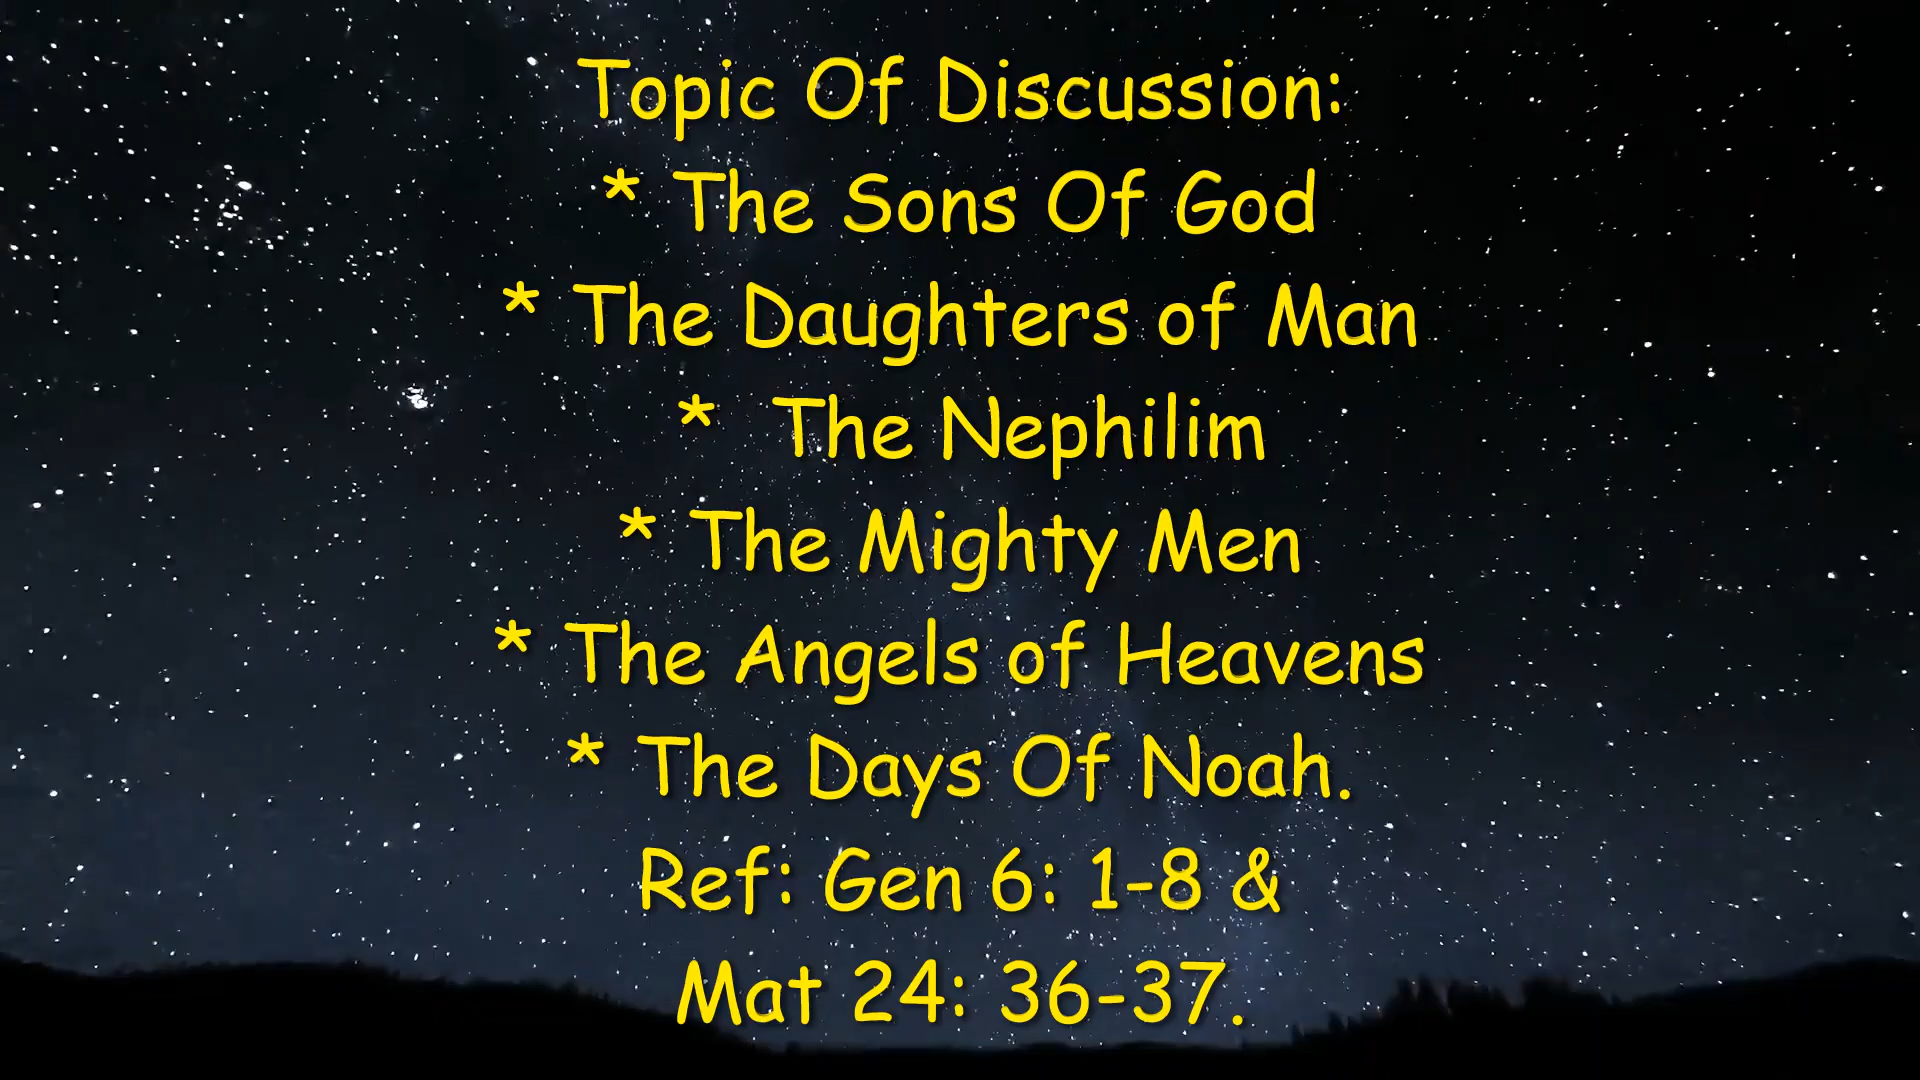 Topic Of Discussion:
* The Sons Of God
* The Daughters of Man
* The Nephilim
* The Mighty Men
* The Angels of Heavens
* The Days Of Noah.
Ref: Gen 6: 1-8 &
Mat 24: 36-37.